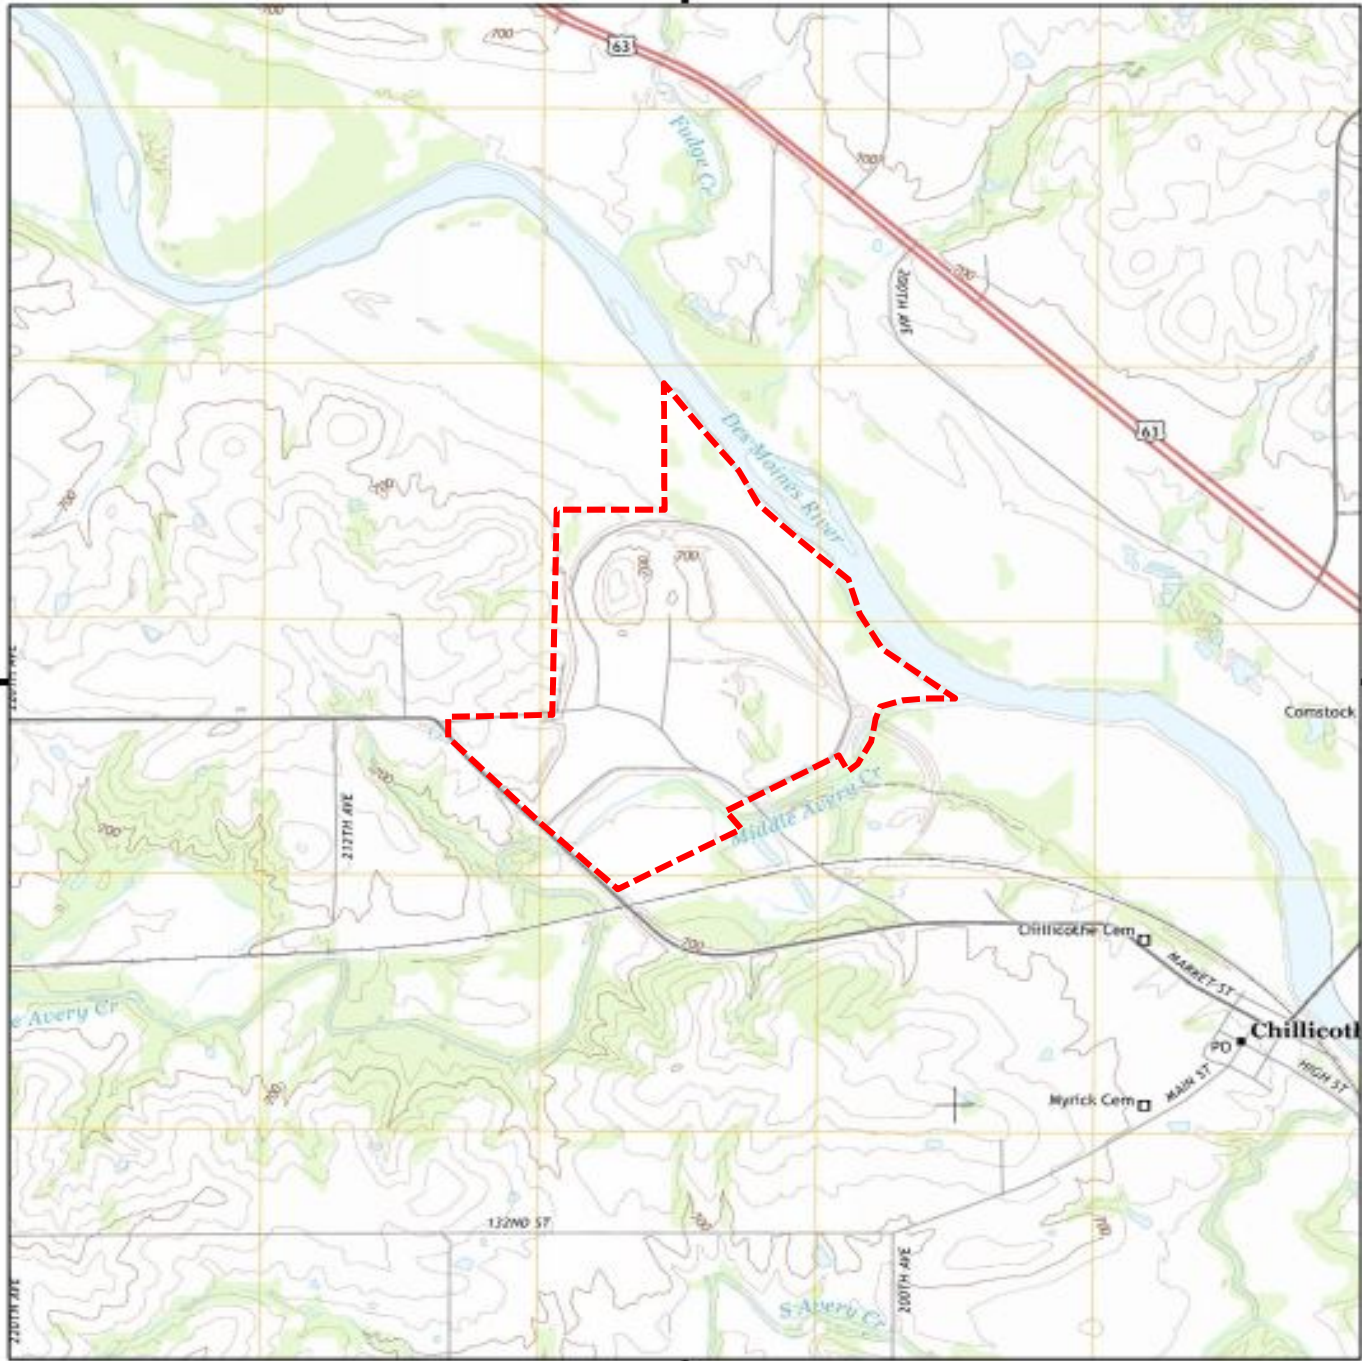 700
700
63
Fudge Cr
700
700
200TH AVE
61
Des Moines River
700
700
700
700
Comstock
700
212TH AVE
700
Middle Avery Cr
700
Chillicothe Cem
MARKET ST
e Avery Cr
Chillicoth
PO
HIGH ST
MAIN ST
Myrick Cem
700
132ND ST
700
700
220TH AVE
200TH AVE
S Avery Cr